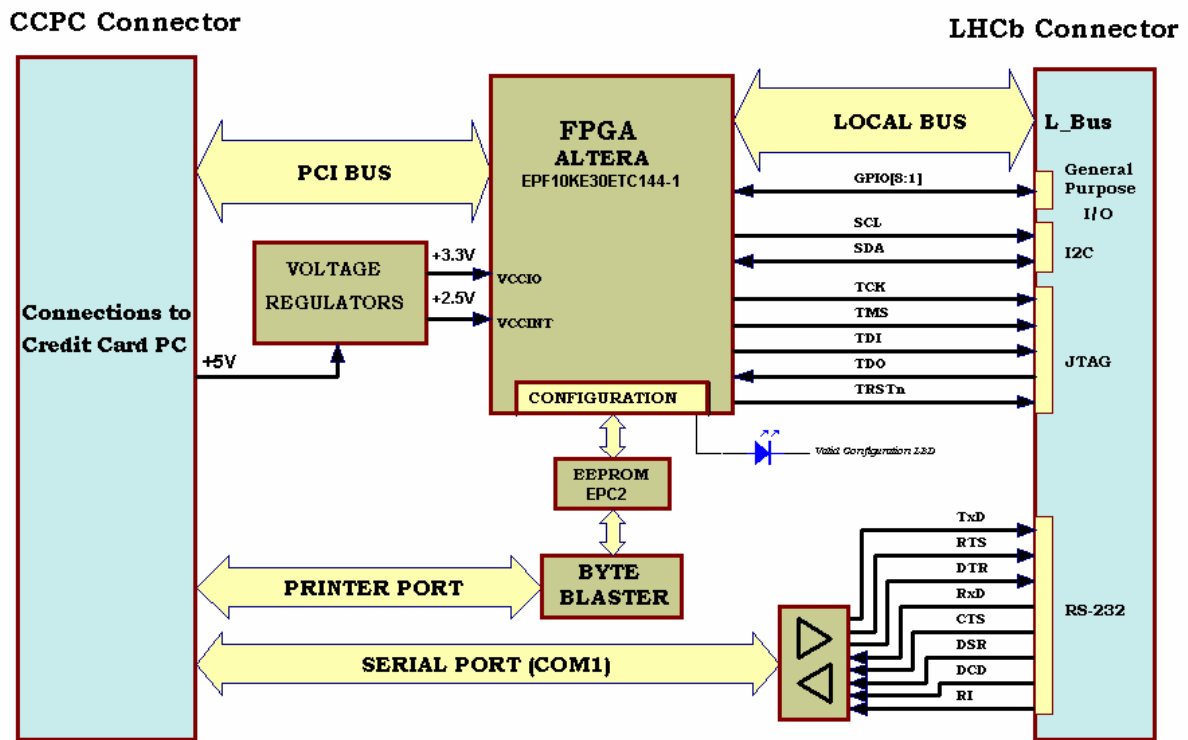 CCPC Connector
LHCb Connector
FPGA
ALTERA
EPF10KE30ETC144-1
LOCAL BUS
L_Bus
PCI BUS
GPIO[8:1]
General
Purpose
I/O
SCL
SDA
I2C
VOLTAGE
REGULATORS
+3.3V
VCCIO
+2.5V
VCCINT
TCK
TMS
TDI
TDO
TRSTn
JTAG
Connections to
Credit Card PC
+5V
CONFIGURATION
Valid Configuration LED
EEPROM
EPC2
BYTE
BLASTER
PRINTER PORT
SERIAL PORT (COM1)
TxD
RTS
DTR
RxD
CTS
DSR
DCD
RI
RS-232